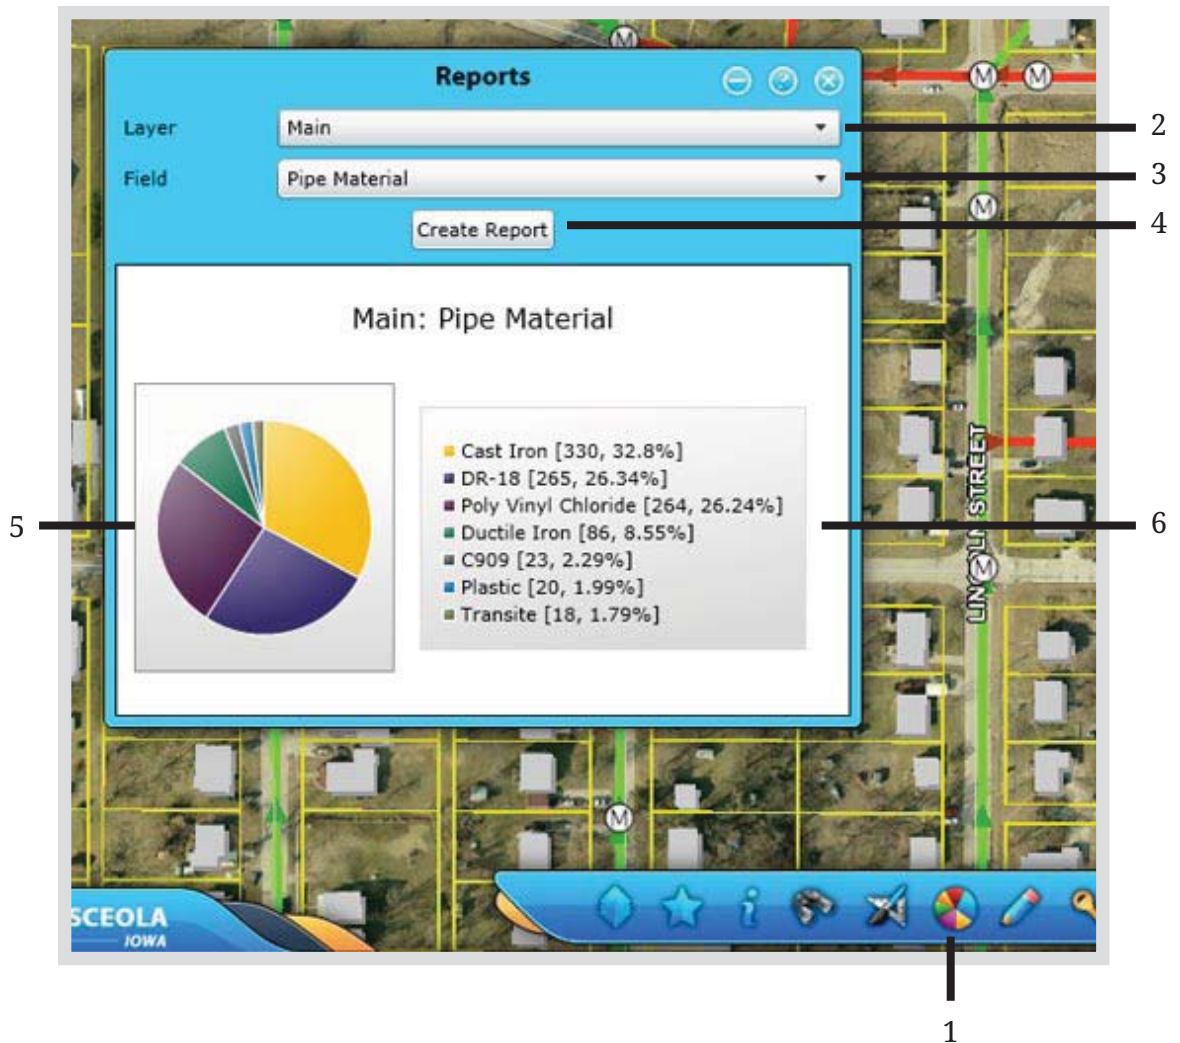 M
Reports
M
M
Layer
Main
2
Field
Pipe Material
3
M
Create Report
4
Main: Pipe Material
Cast Iron [330, 32.8%]
DR-18 [265, 26.34%]
Poly Vinyl Chloride [264, 26.24%]
Ductile Iron [86, 8.55%]
C909 [23, 2.29%]
Plastic [20, 1.99%]
Transite [18, 1.79%]
5
6
STREET
M
M
SCEOLA
IOWA
i
1